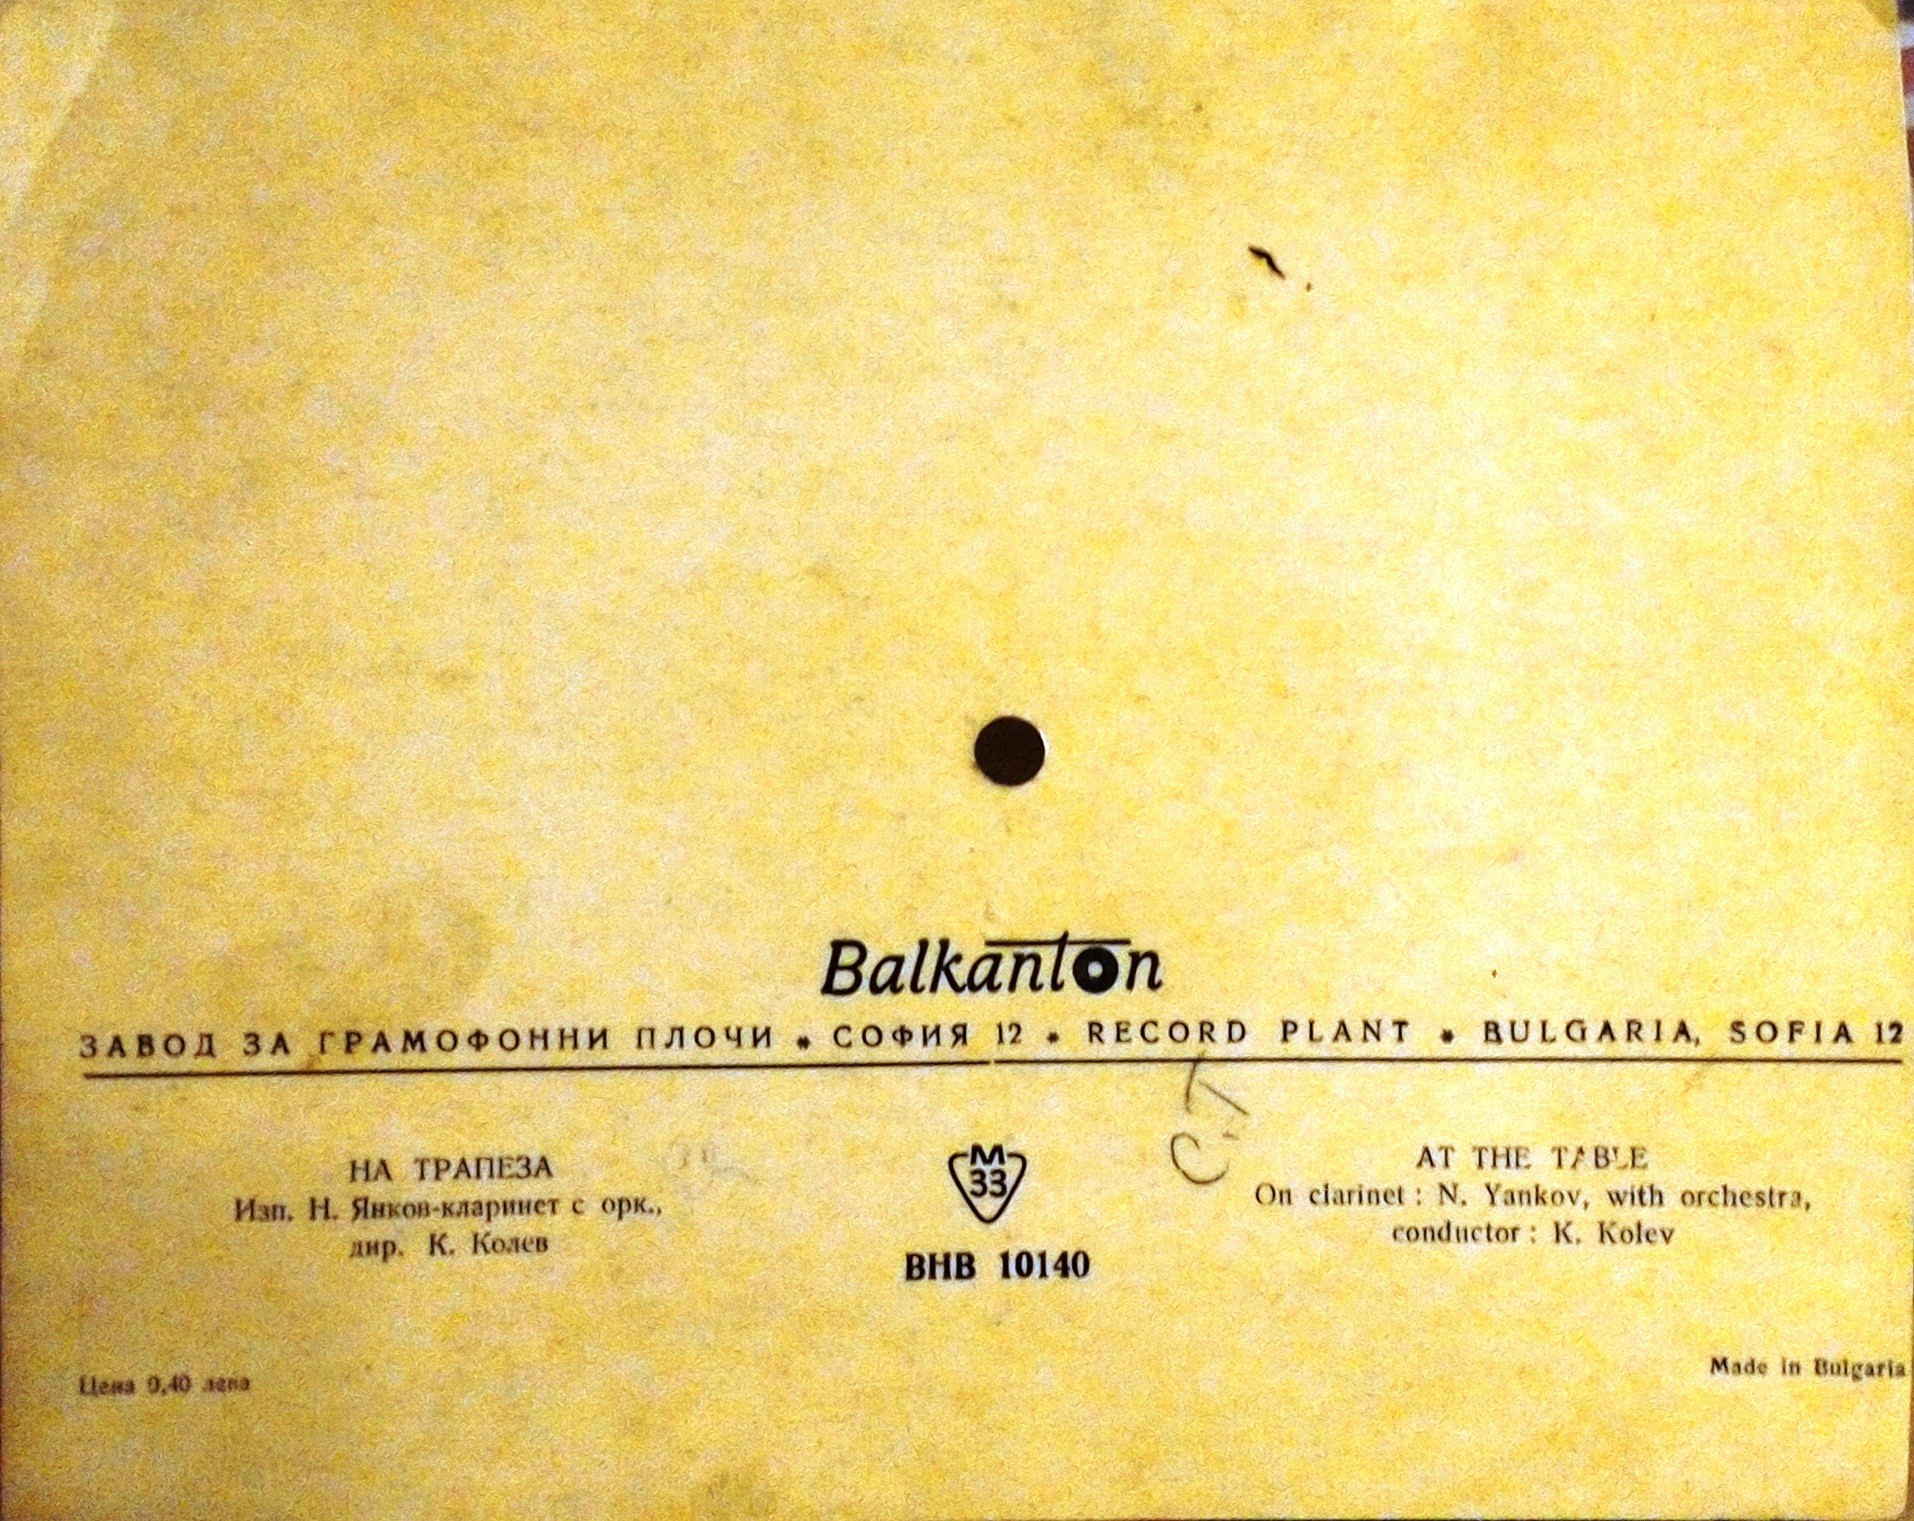 Balkanton
ЗАВОД ЗА ГРАМОФОННИ ПЛОЧИ * СОФИЯ 12 * RECORD PLANT * BULGARIA, SOFIA 12
НА ТРАПЕЗА
Изп. Н. Янков-кларинет с орк.,
дир. К. Колев
М
33
ВНВ 10140
С.Т
AT THE TABLE
On clarinet : N. Yankov, with orchestra,
conductor : K. Kolev
Цена 0,40 лева
Made in Bulgaria